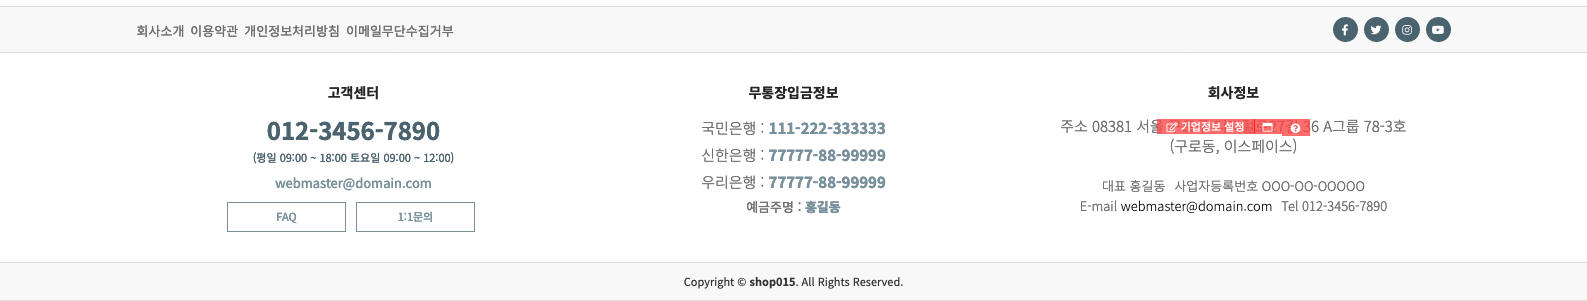 회사소개 이용약관 개인정보처리방침 이메일무단수집거부
고객센터
012-3456-7890
(평일 09:00 ~ 18:00 토요일 09:00 ~ 12:00)
webmaster@domain.com
FAQ 1:1문의
무통장입금정보
국민은행 : 111-222-333333
신한은행 : 77777-88-99999
우리은행 : 77777-88-99999
예금주명 : 홍길동
회사정보
주소 08381 서울 기업정보 설정 36 A그룹 78-3호
(구로동, 이스페이스)
대표 홍길동 사업자등록번호 OOO-OO-OOOOO
E-mail webmaster@domain.com Tel 012-3456-7890
Copyright © shop015. All Rights Reserved.